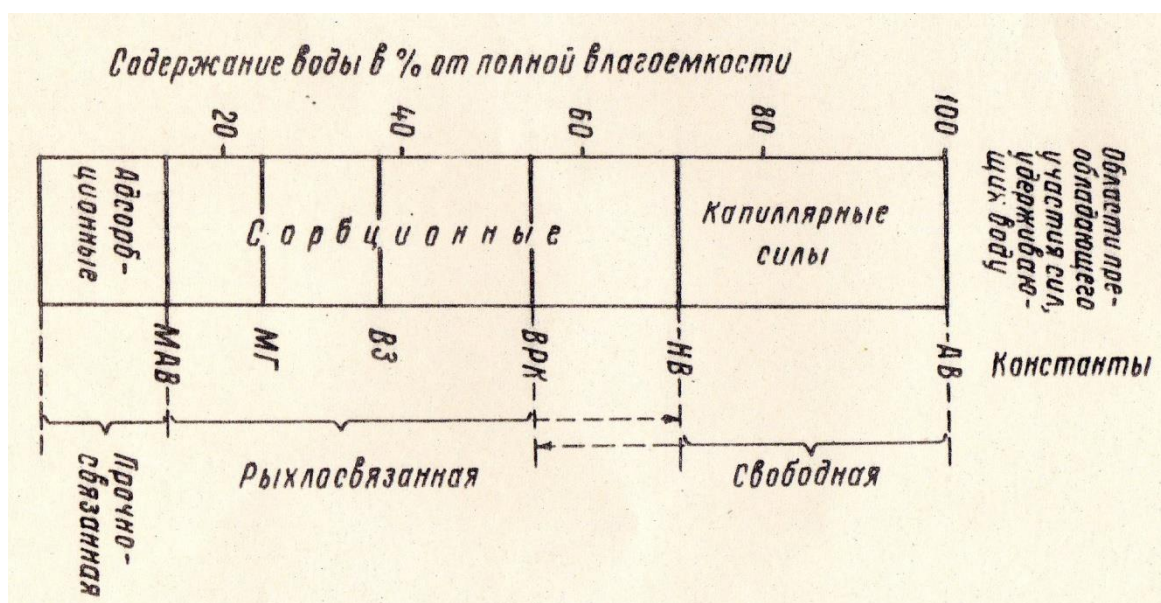 Содержание воды в % от полной влагоемкости
20
40
60
80
100
Адсорб-
ционные
Сорбционные
Капиллярные
силы
Области пре-
обладающего
участия сил,
удерживаю-
щих воду
МАВ
МГ
ВЗ
ВРК
НВ
ДВ
Константы
Прочно-
связанная
Рыхлосвязанная
Свободная